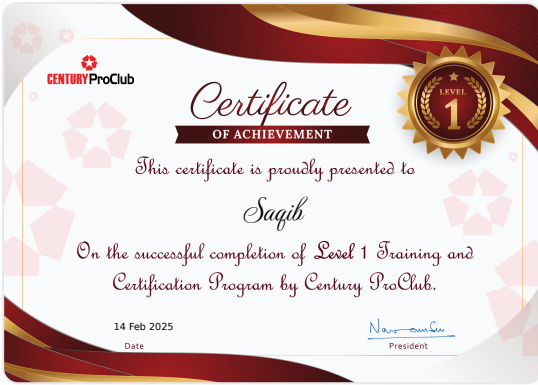 CENTURYProClub
LEVEL
1
Certificate
OF ACHIEVEMENT
This certificate is proudly presented to
Saqib
On the successful completion of Level 1 Training and
Certification Program by Century ProClub.
14 Feb 2025
Date
President